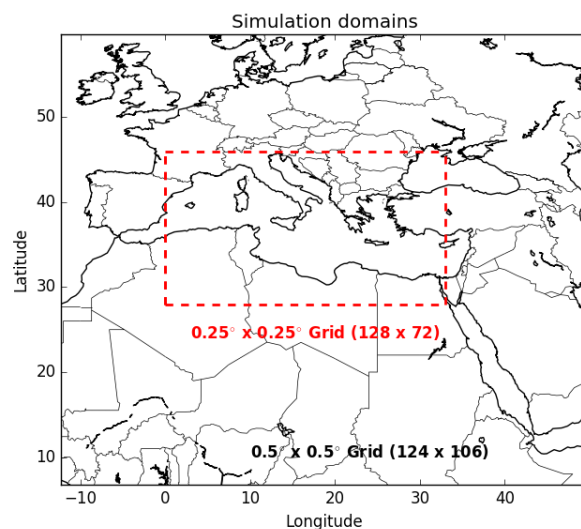 Simulation domains
50
40
30
20
10
Latitude
0.25° x 0.25° Grid (128 x 72)
0.5° x 0.5° Grid (124 x 106)
−10 0 10 20 30 40
Longitude